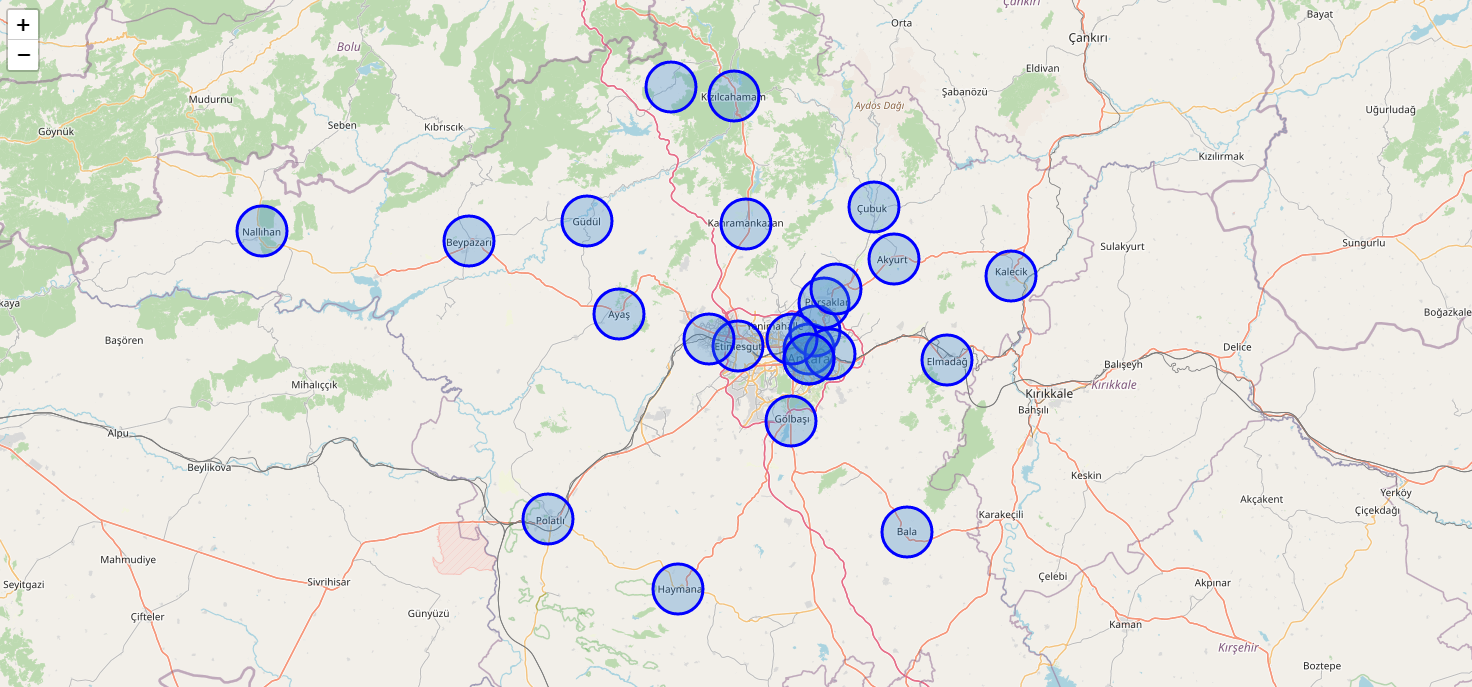 +
−
Çankırı
Bayat
Orta
Çankırı
Bolu
Eldivan
Şabanözü
Mudurnu
Kızılcahamam
Aydos Dağı
Uğurludağ
Seben
Kıbrıscık
Göynük
Kızılırmak
Çubuk
Güdül
Kahramankazan
Nallıhan
Beypazarı
Sulakyurt
Sungurlu
Akyurt
Kalecik
Pursaklar
Ayaş
Boğazkale
Yenimahalle
Başören
Etimesgut
Delice
Ankara
Elmadağ
Balışeyh
Mihalıççık
Kırıkkale
Kırıkkale
Bahşılı
Gölbaşı
Alpu
Beylikova
Keskin
Yerköy
Akçakent
Çiçekdağı
Karakeçili
Polatlı
Bala
Mahmudiye
Çelebi
Seyitgazi
Sivrihisar
Akpınar
Haymana
Günyüzü
Çifteler
Kaman
Kırşehir
Boztepe